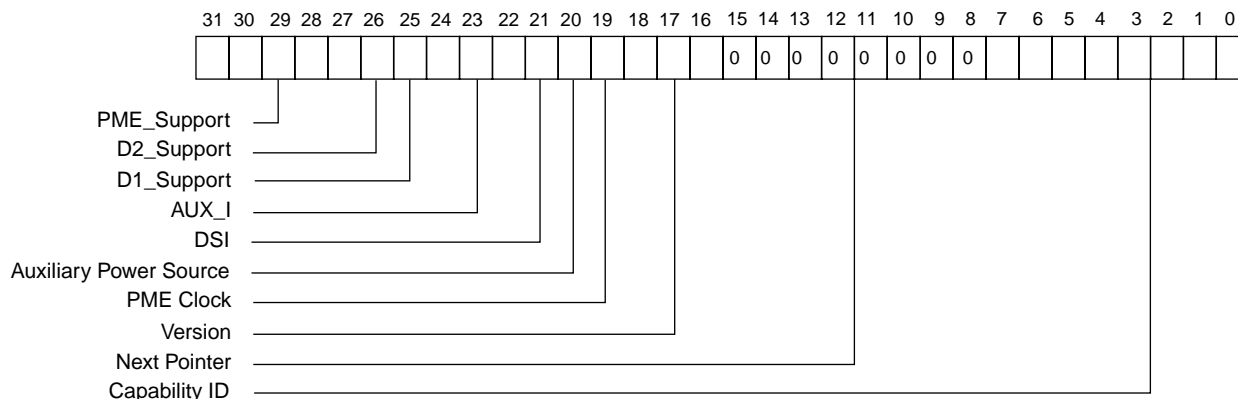 31 30 29 28 27 26 25 24 23 22 21 20 19 18 17 16 15 14 13 12 11 10 9 8 7 6 5 4 3 2 1 0
0 0 0 0 0 0 0 0
PME_Support
D2_Support
D1_Support
AUX_I
DSI
Auxiliary Power Source
PME Clock
Version
Next Pointer
Capability ID